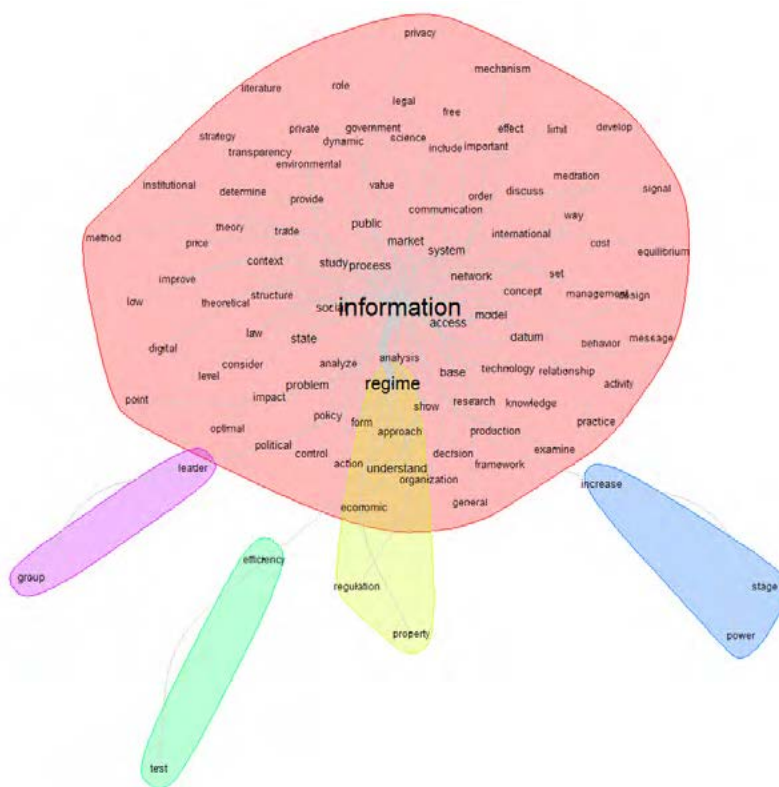 privacy
mechanism
literature
role
legal
free
strategy
private
government
dynamic
science
effect
limit
develop
transparency
include
important
environmental
institutional
determine
provide
value
order
discuss
medtration
signal
communication
method
theory
trade
public
way
price
market
system
international
cost
equilibrium
improve
context
study
process
network
set
low
theoretical
structure
social
information
concept
management
design
access
model
law
state
datum
behavior
message
digital
consider
analyze
analysis
level
problem
regime
base
technology
relationship
activity
point
impact
show
research
knowledge
policy
form
approach
production
practice
optimal
political
control
decision
examine
leader
action
understand
framework
organization
increase
economic
general
group
efficiency
regulation
stage
property
power
test